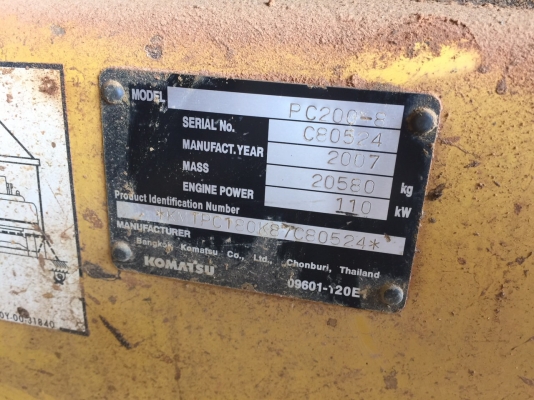 MODEL PC200-8
SERIAL No. C80524
MANUFACT.YEAR 2007
MASS 20580 kg
ENGINE POWER 110 kW
Product Identification Number
MANUFACTURER
Bangkok Komatsu Co., Ltd., Chonburi, Thailand
KOMATSU 09601-120E1